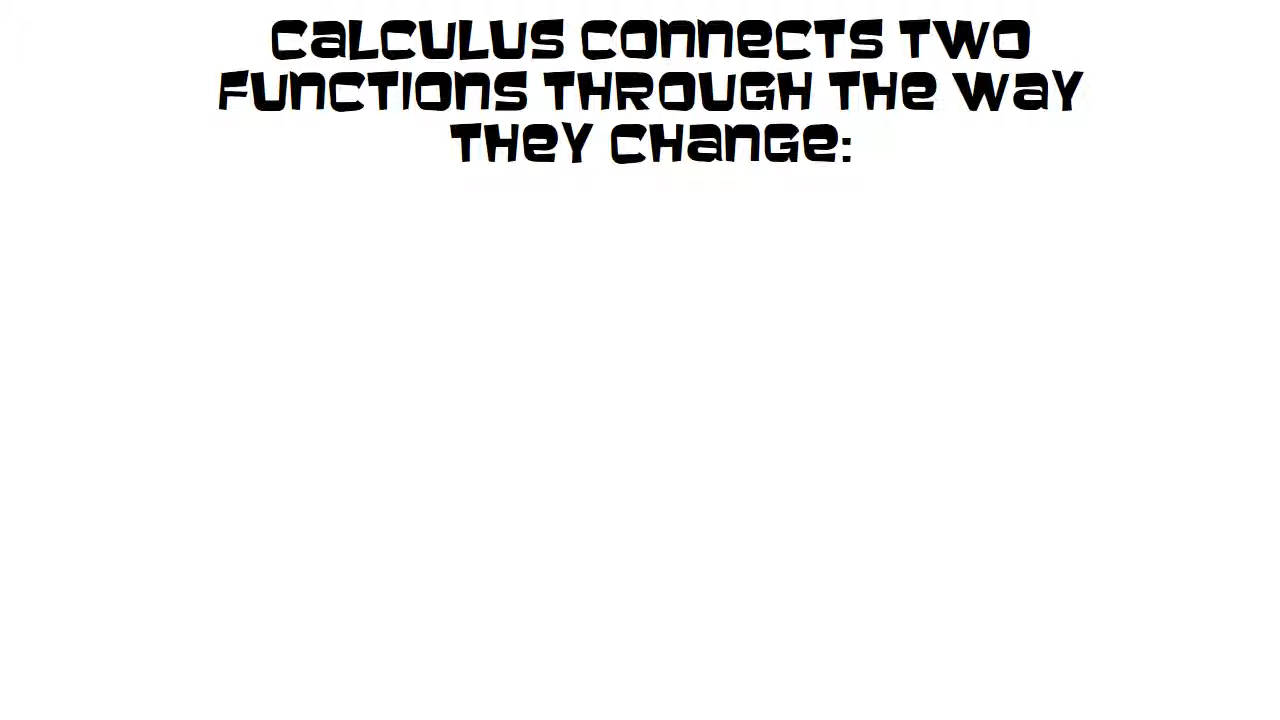 Calculus connects two
functions through the way
they change: